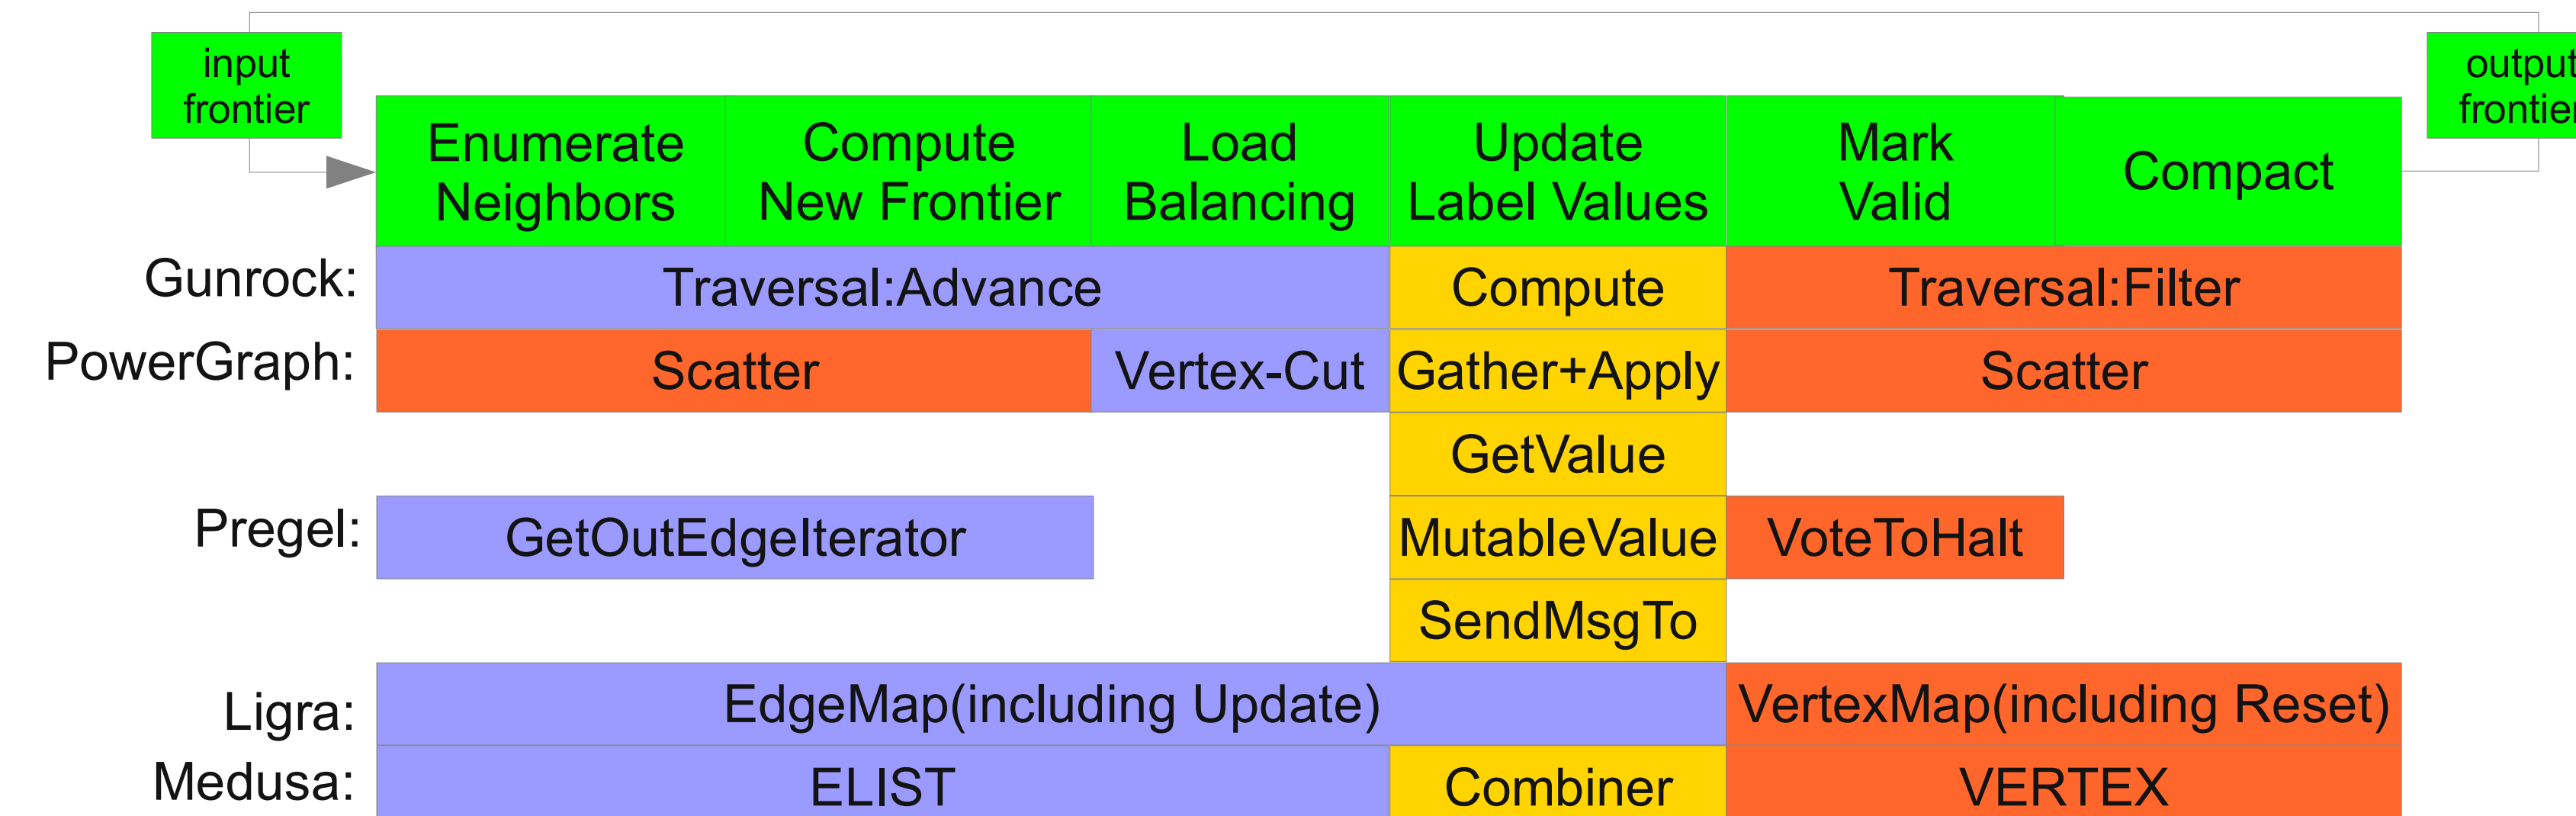 input
frontier
output
frontier
Enumerate
Neighbors
Compute
New Frontier
Load
Balancing
Update
Label Values
Mark
Valid
Compact
Gunrock:
Traversal:Advance
Compute
Traversal:Filter
PowerGraph:
Scatter
Vertex-Cut
Gather+Apply
Scatter
GetValue
Pregel:
GetOutEdgeIterator
MutableValue
VoteToHalt
SendMsgTo
Ligra:
EdgeMap(including Update)
VertexMap(including Reset)
Medusa:
ELIST
Combiner
VERTEX